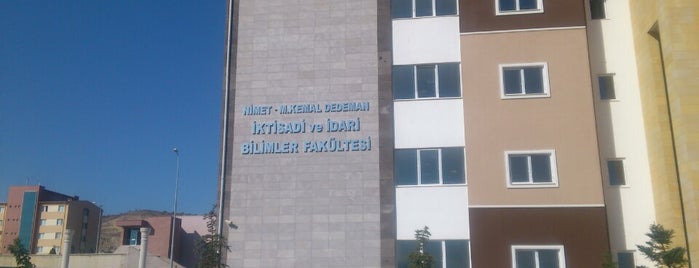 NİMET - M.KEMAL DEDEMAN
İKTİSADİ ve İDARİ
BİLİMLER FAKÜLTESİ